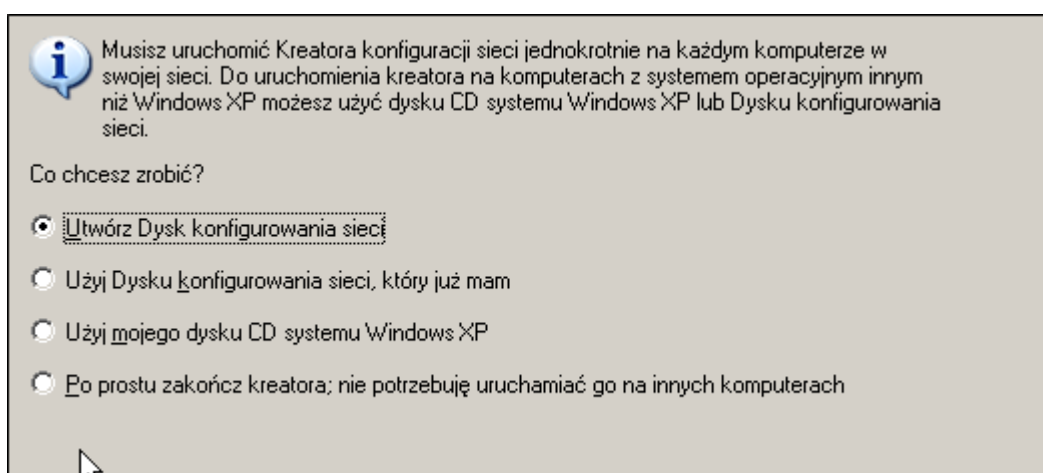 Musisz uruchomić Kreatora konfiguracji sieci jednokrotnie na każdym komputerze w
swojej sieci. Do uruchomienia kreatora na komputerach z systemem operacyjnym innym
niż Windows XP możesz użyć dysku CD systemu Windows XP lub Dysku konfigurowania
sieci.
Co chcesz zrobić?
Utwórz Dysk konfigurowania sieci
Użyj Dysku konfigurowania sieci, który już mam
Użyj mojego dysku CD systemu Windows XP
Po prostu zakończ kreatora; nie potrzebuję uruchamiać go na innych komputerach